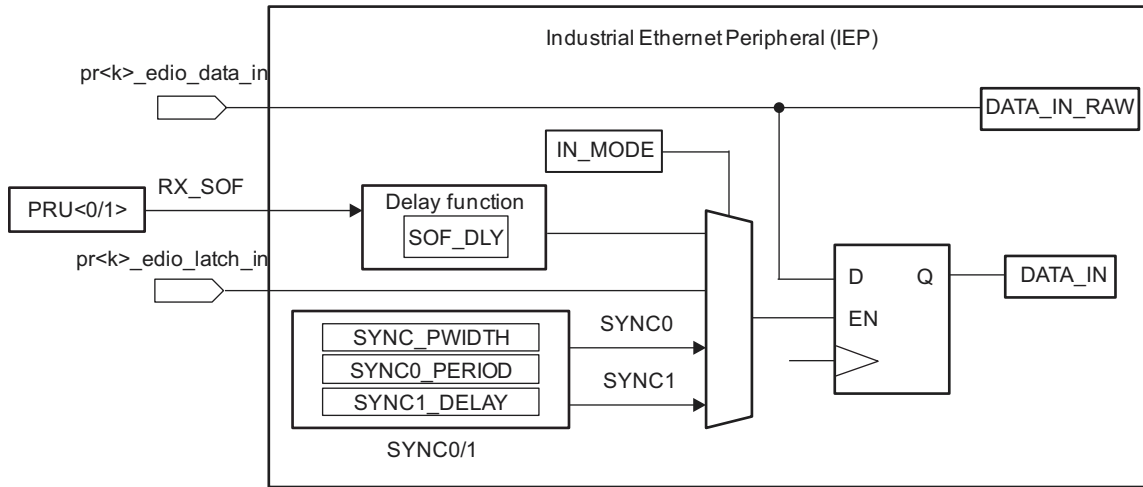 Industrial Ethernet Peripheral (IEP)
pr<k>_edio_data_in
DATA_IN_RAW
IN_MODE
RX_SOF
PRU<0/1>
Delay function
SOF_DLY
pr<k>_edio_latch_in
D
Q
DATA_IN
EN
SYNC_PWIDTH
SYNC0_PERIOD
SYNC1_DELAY
SYNC0
SYNC1
SYNC0/1